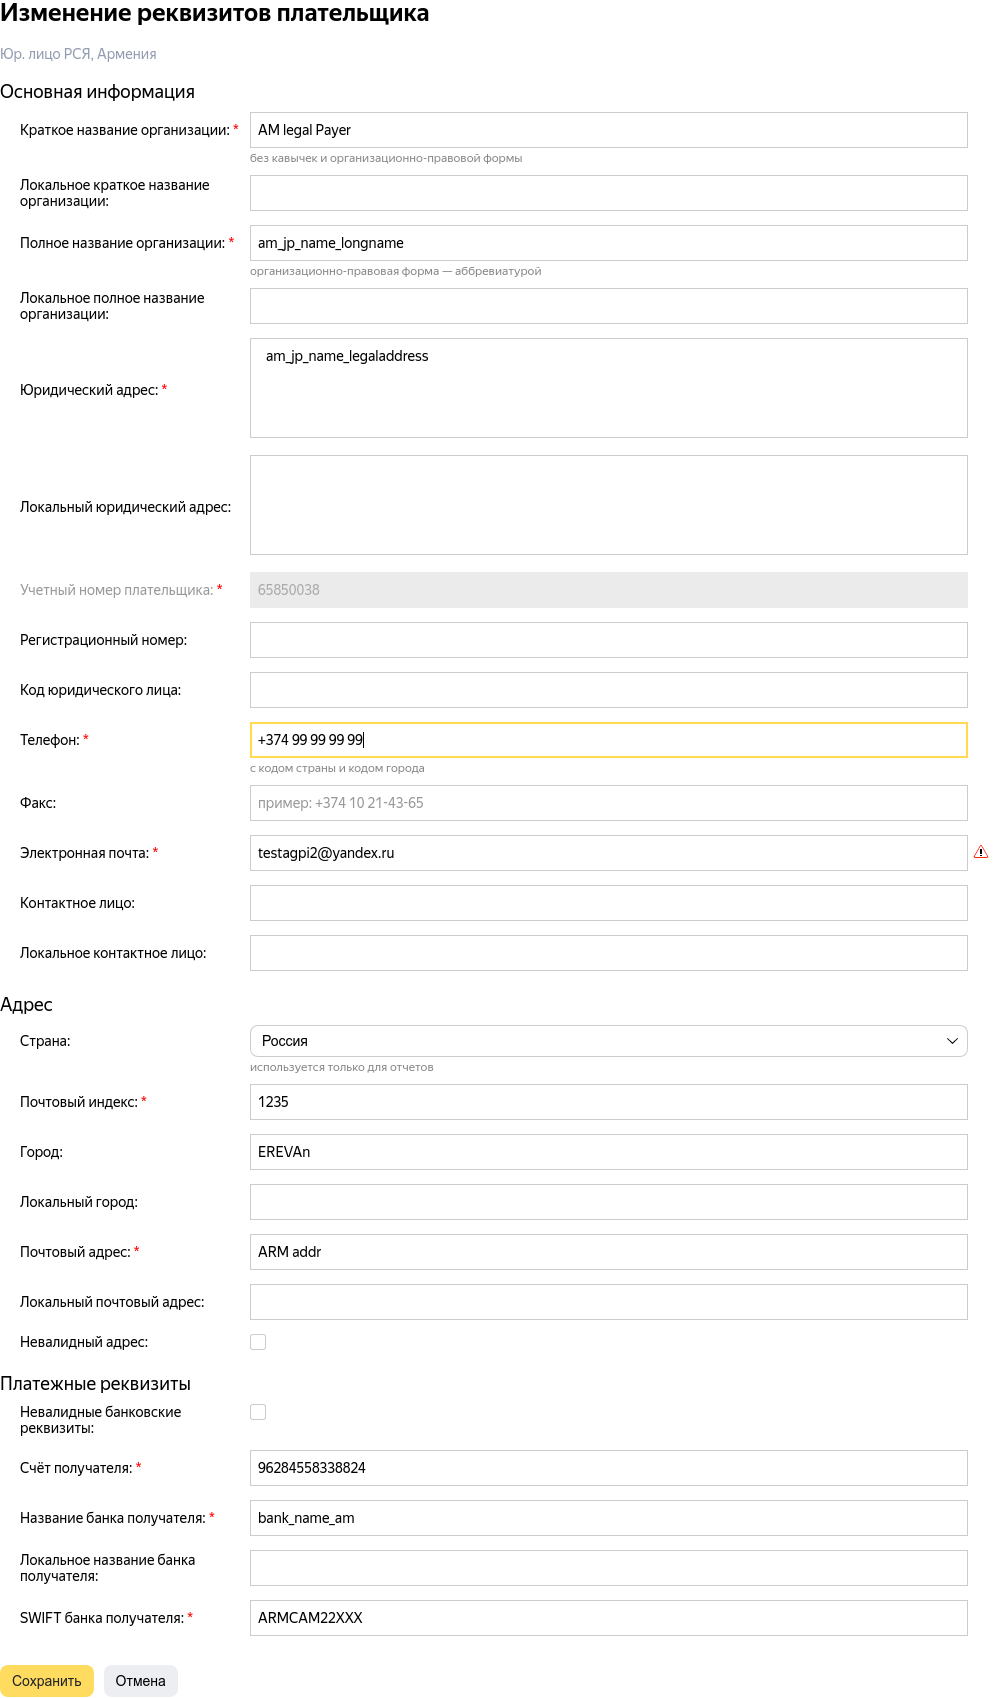 Изменение реквизитов плательщика
Юр. лицо РСЯ, Армения
Основная информация
Краткое название организации: * AM legal Payer
без кавычек и организационно-правовой формы
Локальное краткое название
организации:
Полное название организации: * am_jp_name_longname
организационно-правовая форма — аббревиатурой
Локальное полное название
организации:
am_jp_name_legaladdress
Юридический адрес: *
Локальный юридический адрес:
Учетный номер плательщика: * 65850038
Регистрационный номер:
Код юридического лица:
Телефон: * +374 99 99 99 99
с кодом страны и кодом города
Факс: пример: +374 10 21-43-65
Электронная почта: * testagpi2@yandex.ru
Контактное лицо:
Локальное контактное лицо:
Адрес
Страна: Россия
используется только для отчетов
Почтовый индекс: * 1235
Город: EREVAn
Локальный город:
Почтовый адрес: * ARM addr
Локальный почтовый адрес:
Невалидный адрес:
Платежные реквизиты
Невалидные банковские
реквизиты:
Счёт получателя: * 96284558338824
Название банка получателя: * bank_name_am
Локальное название банка
получателя:
SWIFT банка получателя: * ARMCAM22XXX
Сохранить Отмена